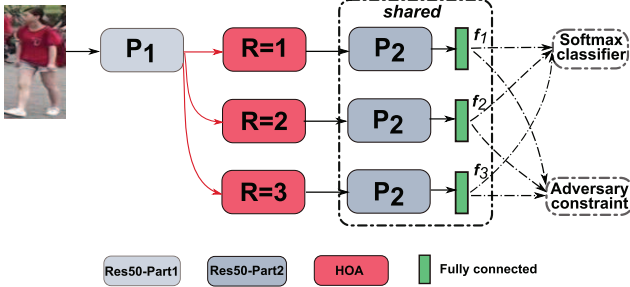 shared
P1
R=1
P2
f1
Softmax
classifier
R=2
P2
f2
R=3
P2
f3
Adversary
constraint
Res50-Part1
Res50-Part2
HOA
Fully connected